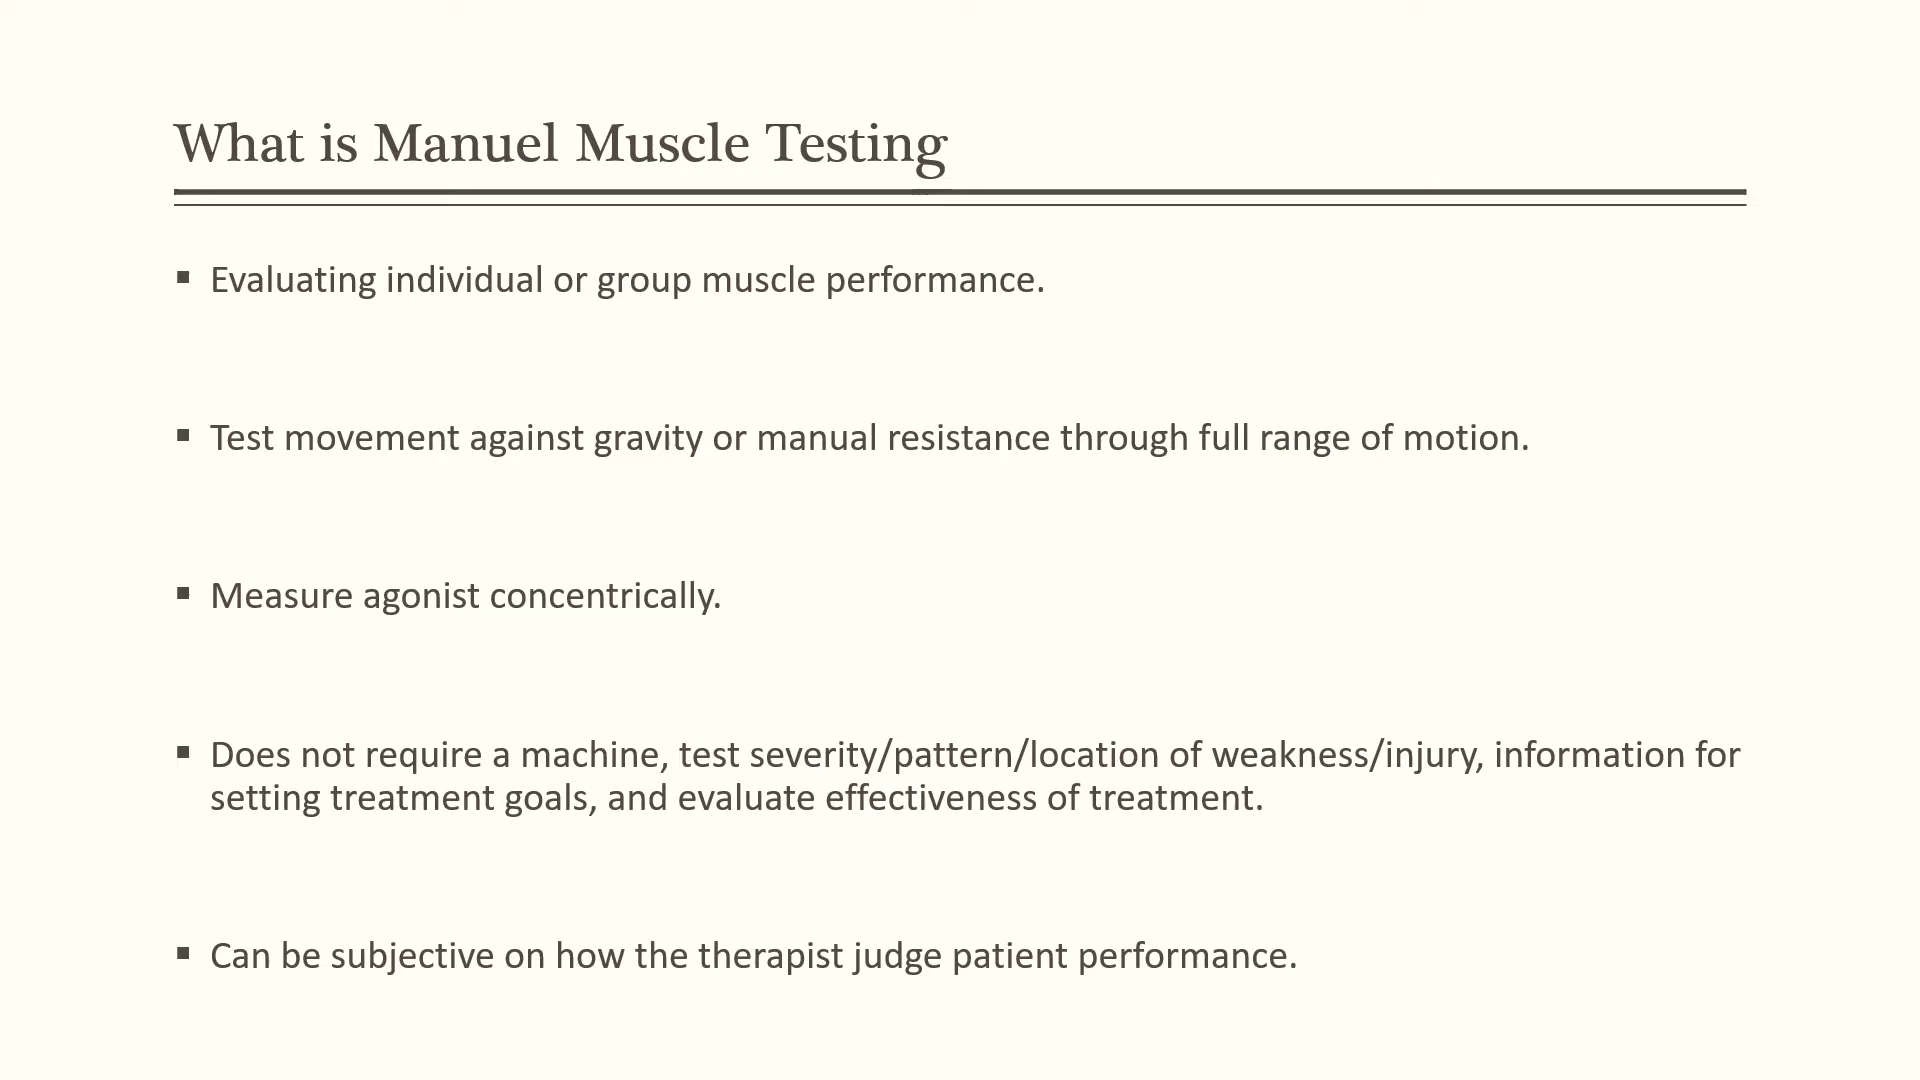 What is Manuel Muscle Testing
▪ Evaluating individual or group muscle performance.
▪ Test movement against gravity or manual resistance through full range of motion.
▪ Measure agonist concentrically.
▪ Does not require a machine, test severity/pattern/location of weakness/injury, information for
setting treatment goals, and evaluate effectiveness of treatment.
▪ Can be subjective on how the therapist judge patient performance.